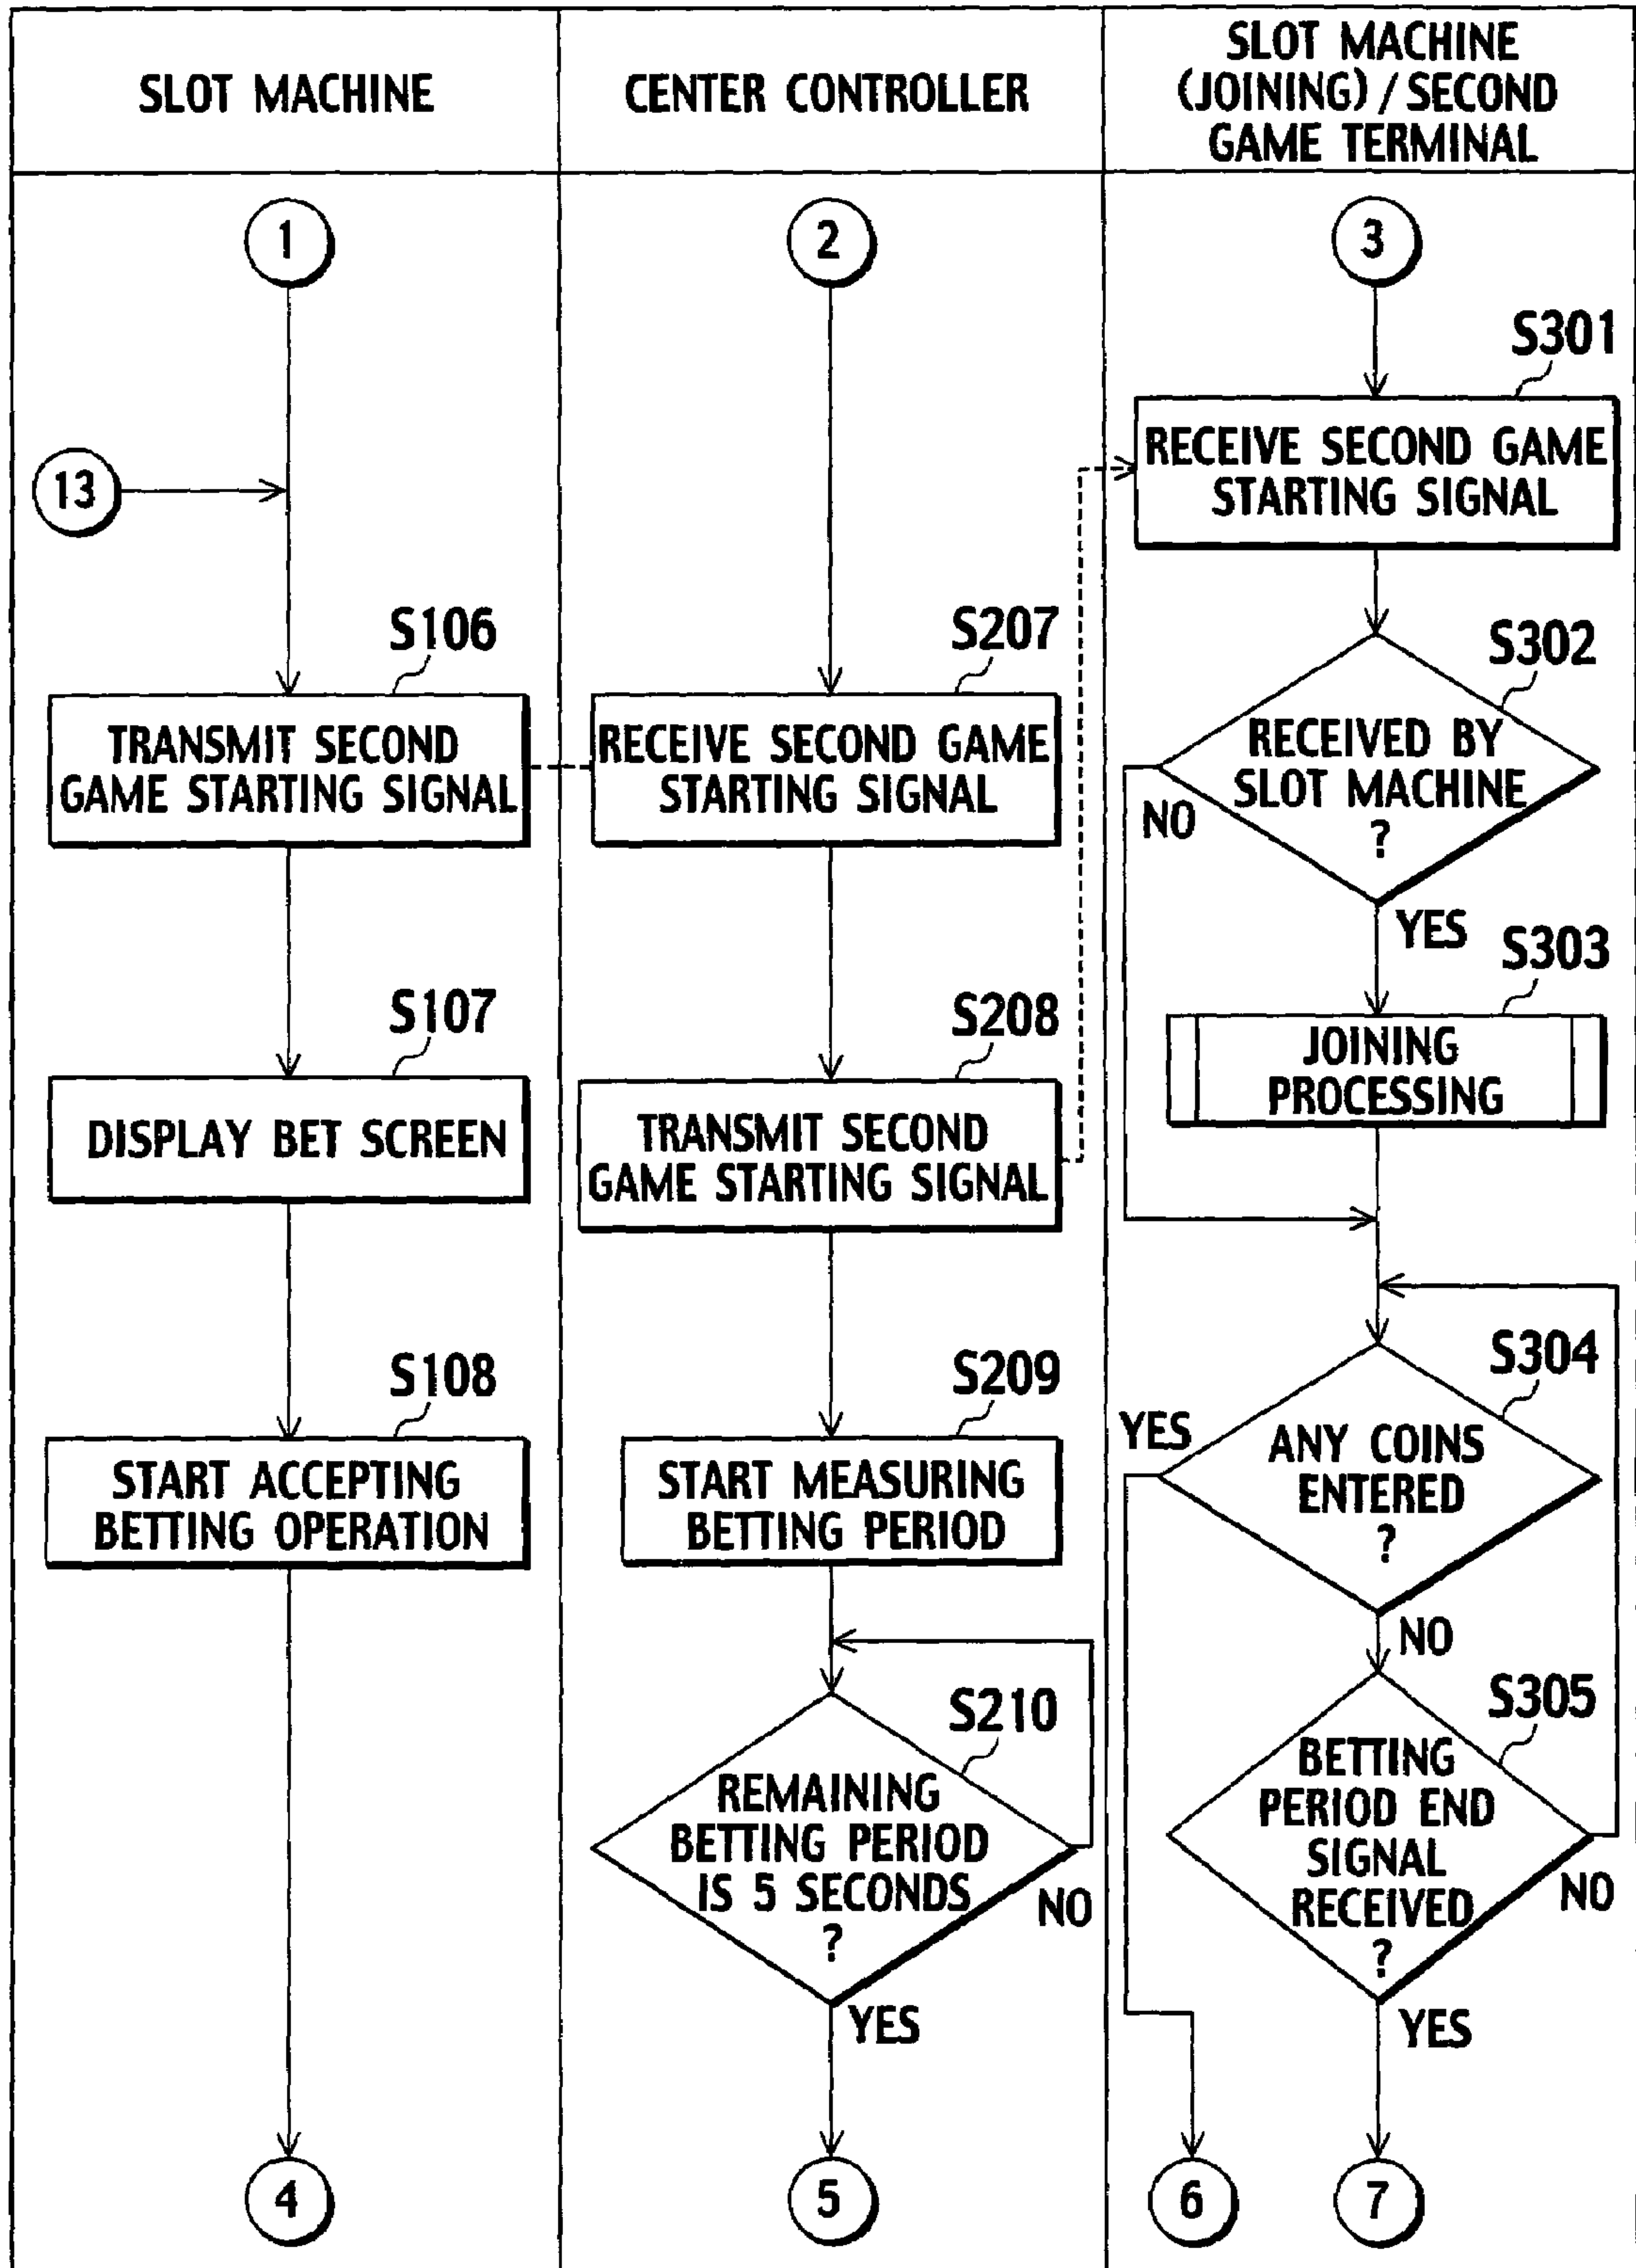 SLOT MACHINE
CENTER CONTROLLER
SLOT MACHINE
(JOINING) / SECOND
GAME TERMINAL
1
13
S106
TRANSMIT SECOND
GAME STARTING SIGNAL
S107
DISPLAY BET SCREEN
S108
START ACCEPTING
BETTING OPERATION
4
2
S207
RECEIVE SECOND GAME
STARTING SIGNAL
S208
TRANSMIT SECOND
GAME STARTING SIGNAL
S209
START MEASURING
BETTING PERIOD
S210
REMAINING
BETTING PERIOD
IS 5 SECONDS
?
NO
YES
5
3
S301
RECEIVE SECOND GAME
STARTING SIGNAL
S302
RECEIVED BY
SLOT MACHINE
?
NO
YES
S303
JOINING
PROCESSING
S304
YES
ANY COINS
ENTERED
?
NO
S305
BETTING
PERIOD END
SIGNAL
RECEIVED
?
NO
YES
6
7